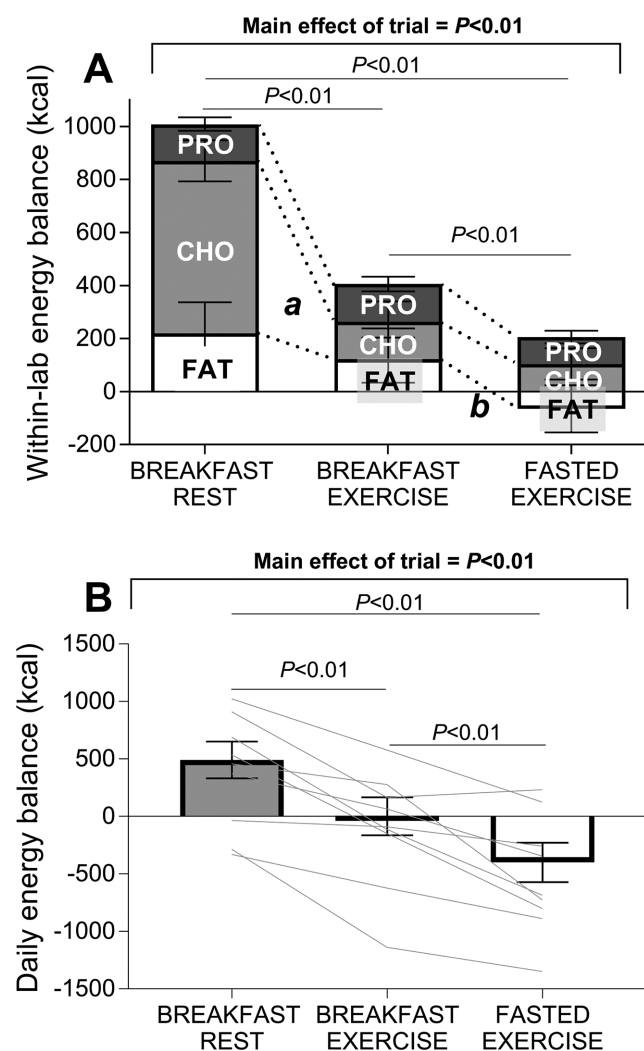 Main effect of trial = P<0.01
A
P<0.01
P<0.01
P<0.01
Within-lab energy balance (kcal)
1000
800
600
400
200
0
-200
PRO
CHO
FAT
a
PRO
CHO
FAT
b
PRO
CHO
FAT
BREAKFAST
REST
BREAKFAST
EXERCISE
FASTED
EXERCISE
Main effect of trial = P<0.01
B
P<0.01
P<0.01
P<0.01
Daily energy balance (kcal)
1500
1000
500
0
-500
-1000
-1500
BREAKFAST
REST
BREAKFAST
EXERCISE
FASTED
EXERCISE